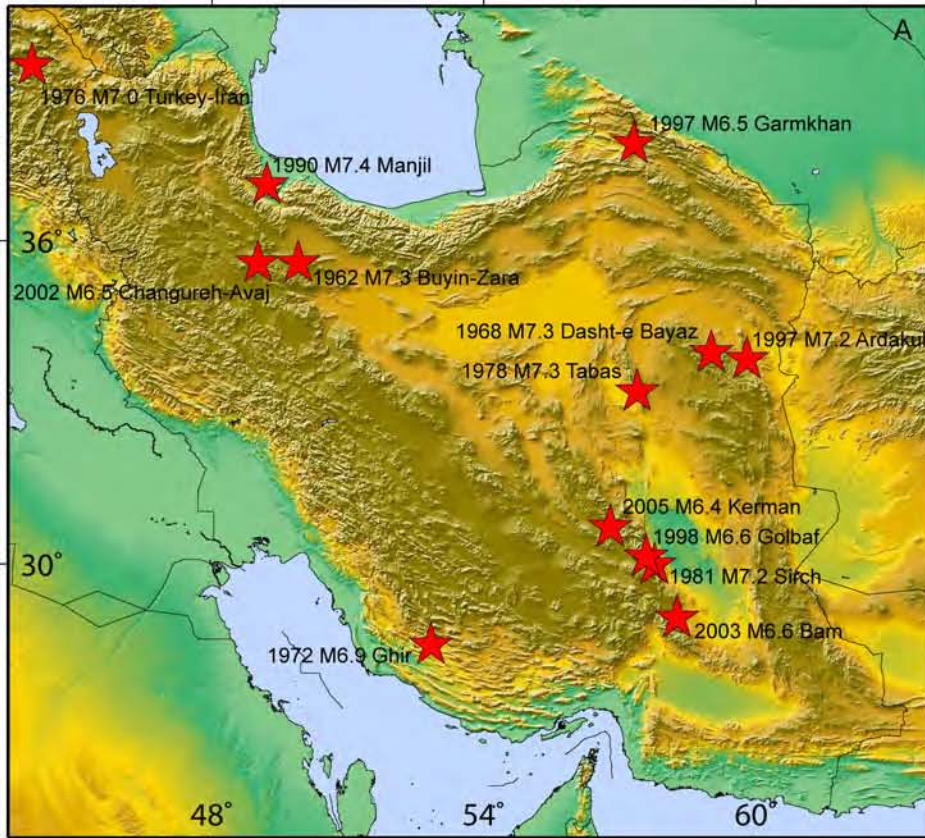 A
1976 M7.0 Turkey-Iran
1997 M6.5 Garmkhan
1990 M7.4 Manjil
36°
1962 M7.3 Buyin-Zara
2002 M6.5 Changureh-Avaj
1968 M7.3 Dasht-e Bayaz
1997 M7.2 Ardakul
1978 M7.3 Tabas
2005 M6.4 Kerman
1998 M6.6 Golbaf
30°
1981 M7.2 Sirch
2003 M6.6 Bam
1972 M6.9 Ghir
48°
54°
60°